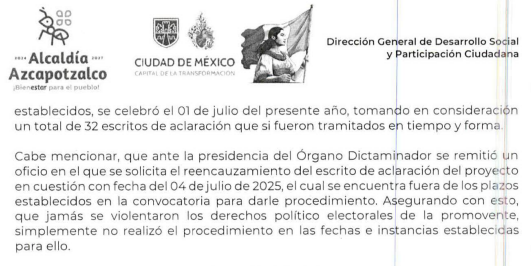 2024 Alcaldía 2027
Azcapotzalco
¡Bienestar para el pueblo!
CIUDAD DE MÉXICO
CAPITAL DE LA TRANSFORMACIÓN
Dirección General de Desarrollo Social
y Participación Ciudadana
establecidos, se celebró el 01 de julio del presente año, tomando en consideración
un total de 32 escritos de aclaración que si fueron tramitados en tiempo y forma.
Cabe mencionar, que ante la presidencia del Órgano Dictaminador se remitió un
oficio en el que se solicita el reencauzamiento del escrito de aclaración del proyecto
en cuestión con fecha del 04 de julio de 2025, el cual se encuentra fuera de los plazos
establecidos en la convocatoria para darle procedimiento. Asegurando con esto,
que jamás se violentaron los derechos político electorales de la promovente,
simplemente no realizó el procedimiento en las fechas e instancias establecidas
para ello.